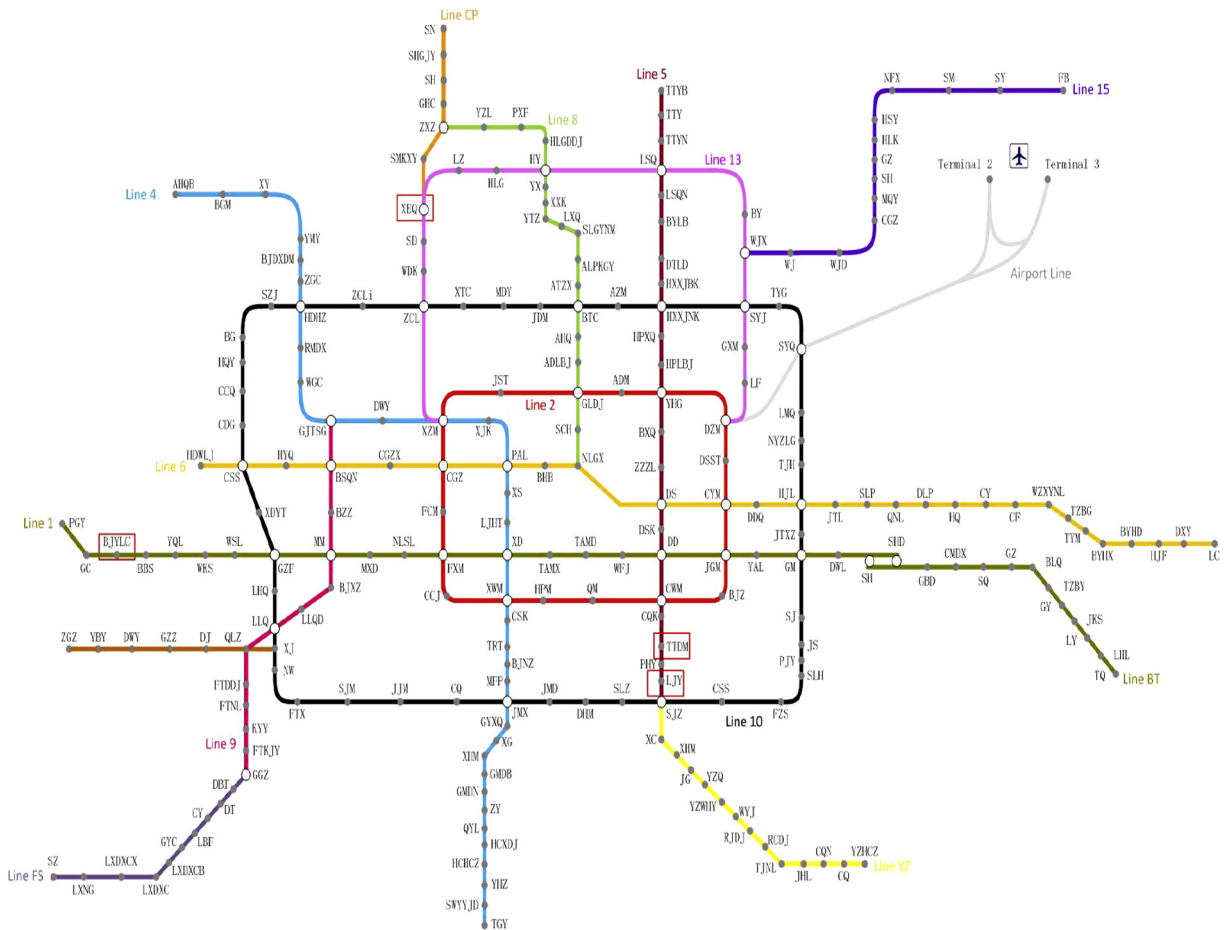 Line CP
SN
SHGJY
SH
GHC
ZXZ
YZL
PXF
Line 8
HLGDDJ
SMKXY
LZ
HLG
HY
YX
XXK
YTZ
LXQ
SLGYNM
ALPKGY
ATZX
XEQ
SD
WDK
Line 5
TTYB
TTY
TTYN
LSQ
Line 13
LSQN
BYLB
DTLD
HXXJBK
BY
WJX
WJ
WJD
NFX
SM
SY
FB
Line 15
HSY
HLK
GZ
SH
MQY
CGZ
Terminal 2
Terminal 3
Airport Line
Line 4
AHQB
BGM
XY
YMY
BJDXDM
ZGC
SZJ
HDHZ
ZCLi
ZCL
XTC
MDY
JDM
BTC
AZM
HXXJNK
SYJ
TYG
SYQ
BG
HQY
CCQ
CDG
RMDX
WGC
AHQ
ADLBJ
HPXQ
HPLBJ
GXM
LF
LMQ
NYZLG
TJH
JST
Line 2
GLDJ
ADM
YHG
DZM
GJTSG
DWY
XZM
XJK
SCH
BXQ
ZZZL
DSST
Line 6
HDWLJ
CSS
HYQ
BSQN
CGZX
CGZ
PAL
BHB
NLGX
DS
CYM
DDQ
HJL
JTL
SLP
QNL
DLP
HQ
CY
CF
WZXYNL
TZBG
TYM
BYHX
BYHD
HJF
DXY
LC
XDYT
BZZ
FCM
XS
LJHT
DSK
JTXZ
Line 1
PGY
GC
BJYLC
BBS
YQL
WKS
WSL
GZF
MM
MXD
NLSL
FXM
XD
TAMX
TAMD
WFJ
DD
JGM
YAL
GM
DWL
SHD
SH
GBD
CMDX
SQ
GZ
BLQ
TZBY
GY
JKS
LY
LHL
TQ
Line BT
LHQ
BJXZ
LLQD
LLQ
CCJ
XWM
HPM
QM
CWM
BJZ
CSK
CQK
SJ
ZGZ
YBY
DWY
GZZ
DJ
QLZ
XJ
NW
TRT
BJNZ
MFP
TTDM
PHY
LJY
JS
PJY
SLH
FTDDJ
FTNL
KYY
FTKJY
GGZ
Line 9
FTX
SJM
JJM
CQ
JMX
JMD
DHM
SLZ
SJZ
CSS
Line 10
FZS
GYXQ
XG
XHM
GMDB
GMDN
ZY
QYL
HCXDJ
HCHCZ
YHZ
SWYYJD
TGY
XC
XHM
JG
YZQ
YZWHY
WYJ
RJDJ
RCDJ
TJNL
JHL
CQN
CQ
YZHCZ
Line YZ
DBT
DT
CY
LBF
GYC
LXDXCB
LXDXC
LXDXCX
LXNG
SZ
Line FS